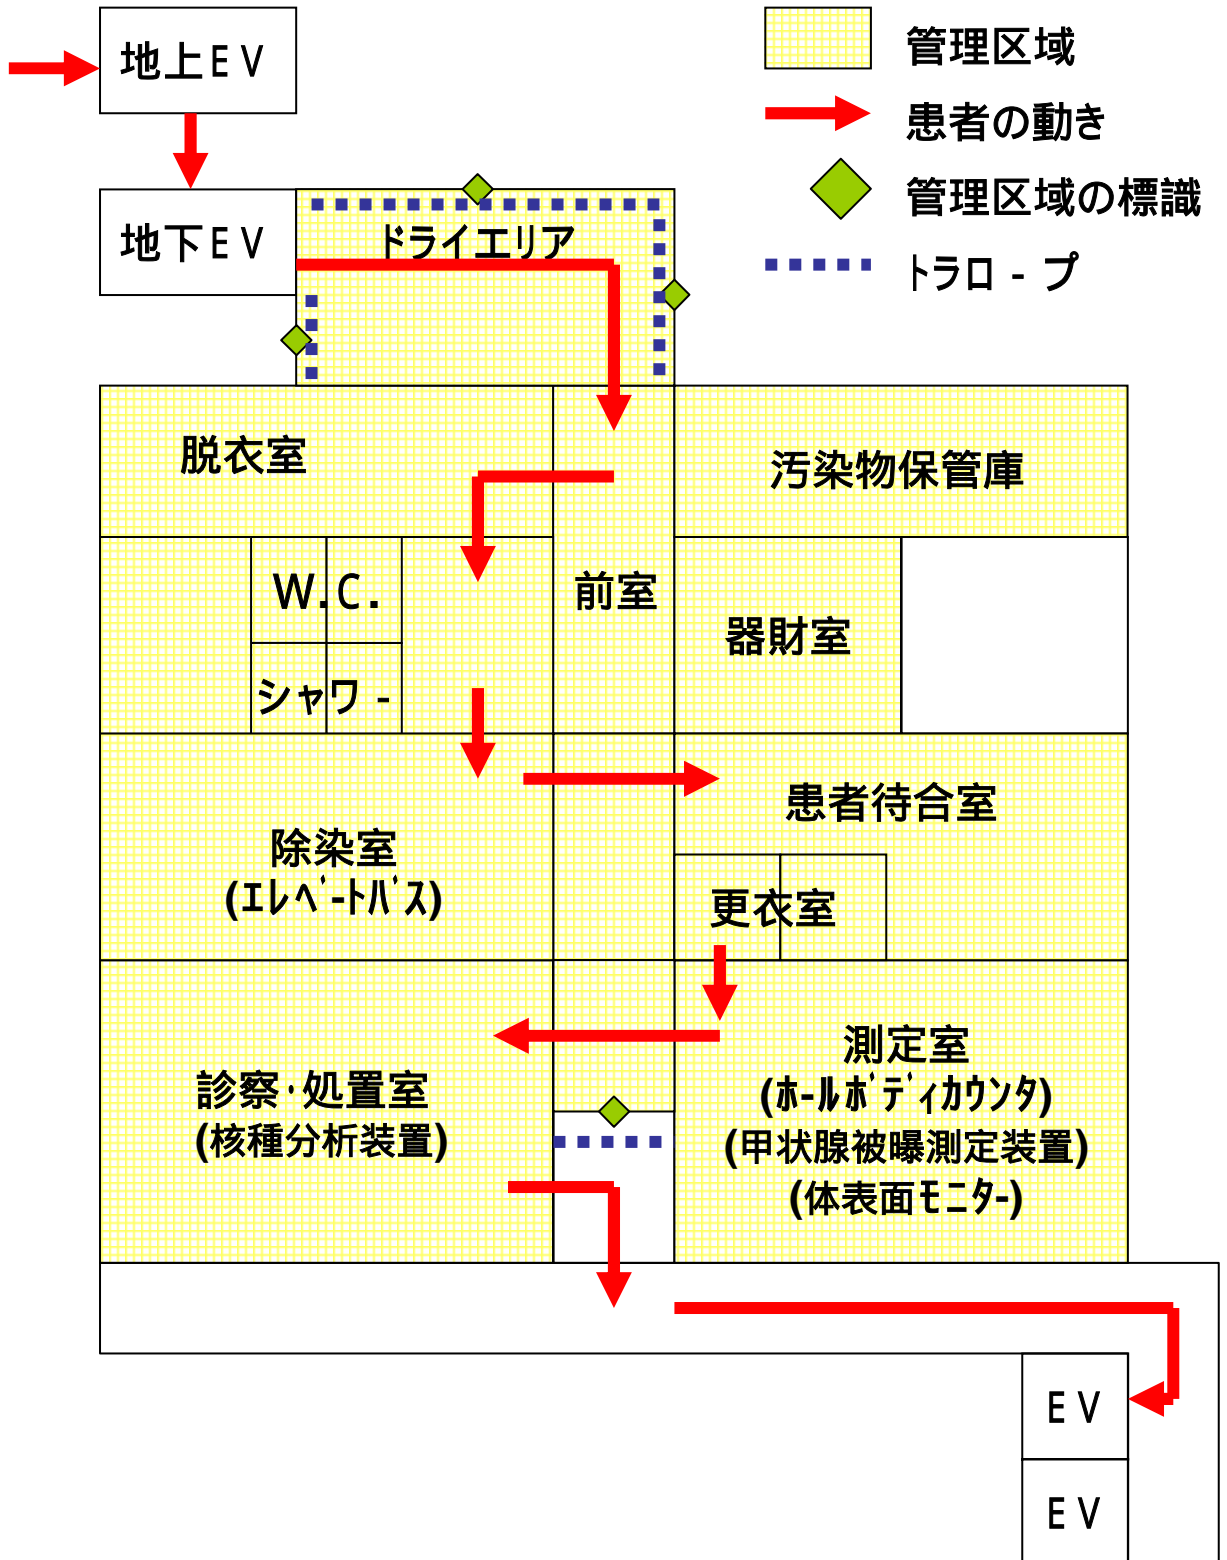 地上ＥＶ
管理区域
患者の動き
管理区域の標識
ﾄラロ - プ
地下ＥＶ
ドライエリア
脱衣室
汚染物保管庫
W.C.
前室
器財室
シャワ -
患者待合室
除染室
(ｴﾚﾍﾞｰﾄﾊﾞｽ)
更衣室
測定室
(ﾎｰﾙﾎﾞﾃﾞｨｶｳﾝﾀ)
(甲状腺被曝測定装置)
(体表面ﾓﾆﾀｰ)
診察･処置室
(核種分析装置)
ＥＶ
ＥＶ